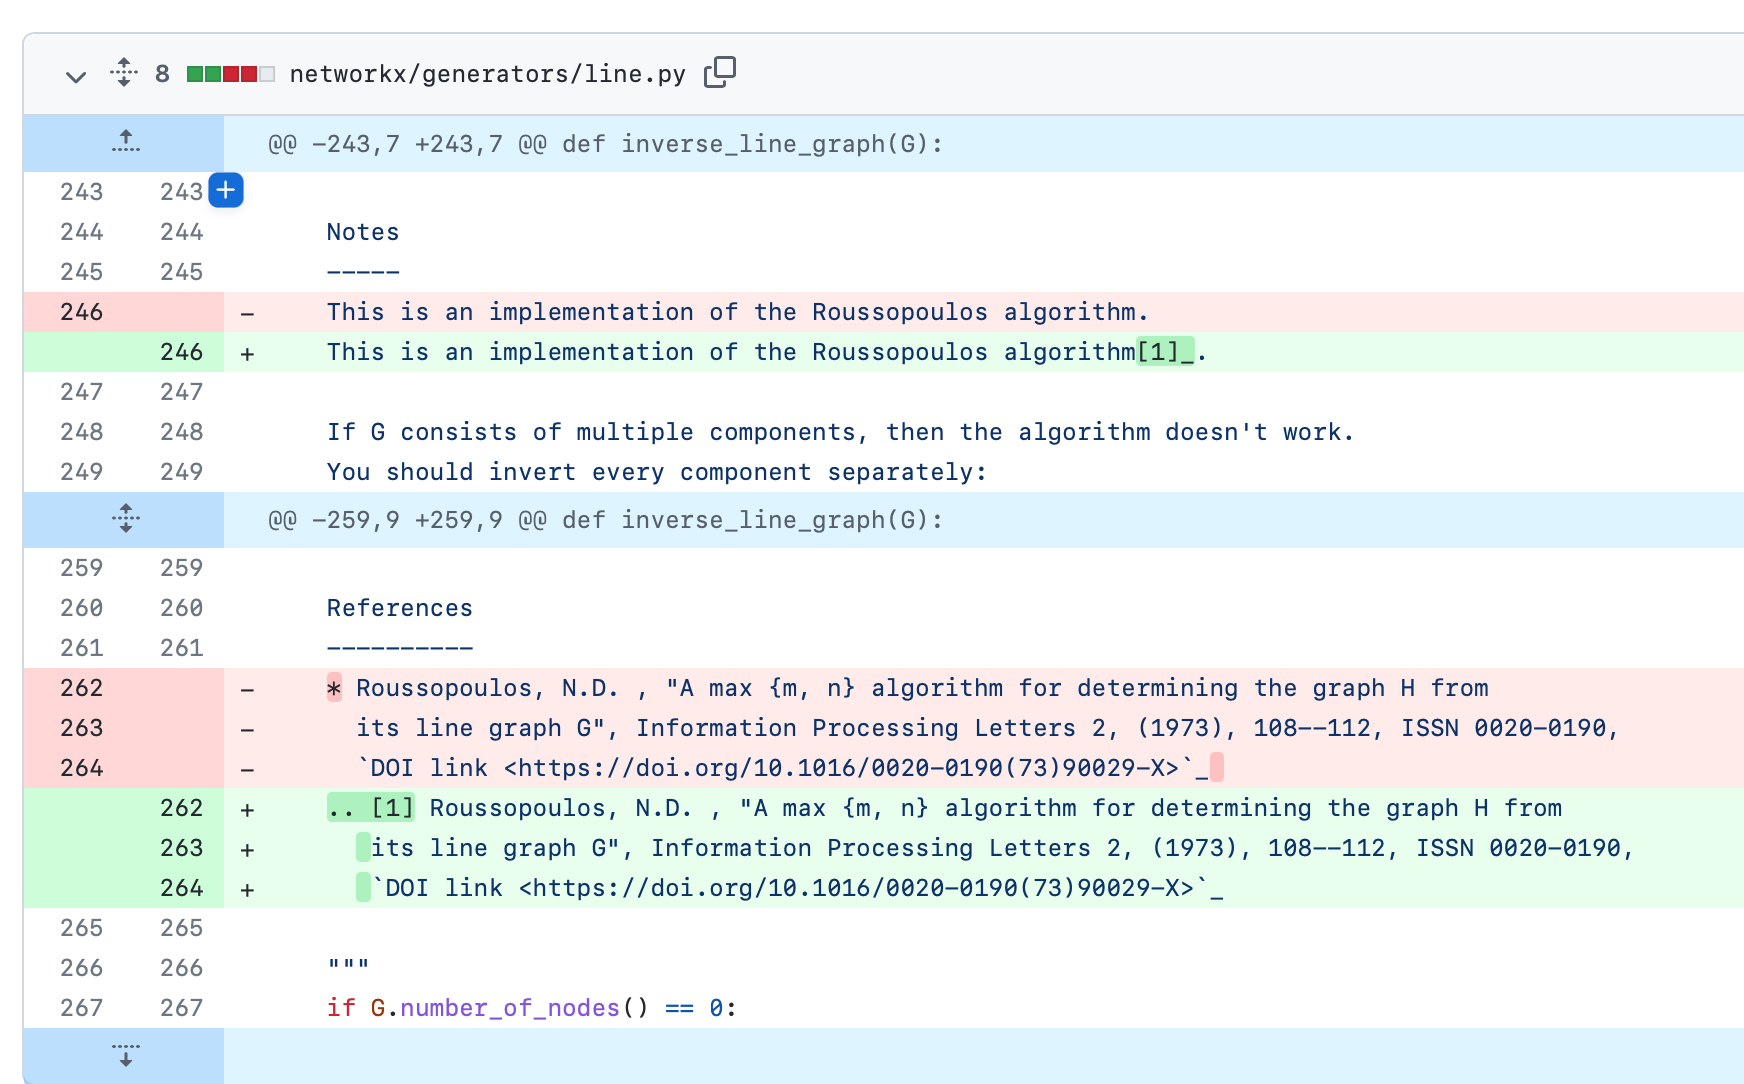 8 networkx/generators/line.py
@@ -243,7 +243,7 @@ def inverse_line_graph(G):
243 243 +
244 244 Notes
245 245 -----
246 - This is an implementation of the Roussopoulos algorithm.
246 + This is an implementation of the Roussopoulos algorithm[1]_.
247 247
248 248 If G consists of multiple components, then the algorithm doesn't work.
249 249 You should invert every component separately:
@@ -259,9 +259,9 @@ def inverse_line_graph(G):
259 259
260 260 References
261 261 ----------
262 - * Roussopoulos, N.D. , "A max {m, n} algorithm for determining the graph H from
263 - its line graph G", Information Processing Letters 2, (1973), 108--112, ISSN 0020-0190,
264 - `DOI link <https://doi.org/10.1016/0020-0190(73)90029-X>`_
262 + .. [1] Roussopoulos, N.D. , "A max {m, n} algorithm for determining the graph H from
263 + its line graph G", Information Processing Letters 2, (1973), 108--112, ISSN 0020-0190,
264 + `DOI link <https://doi.org/10.1016/0020-0190(73)90029-X>`_
265 265
266 266 """
267 267 if G.number_of_nodes() == 0: